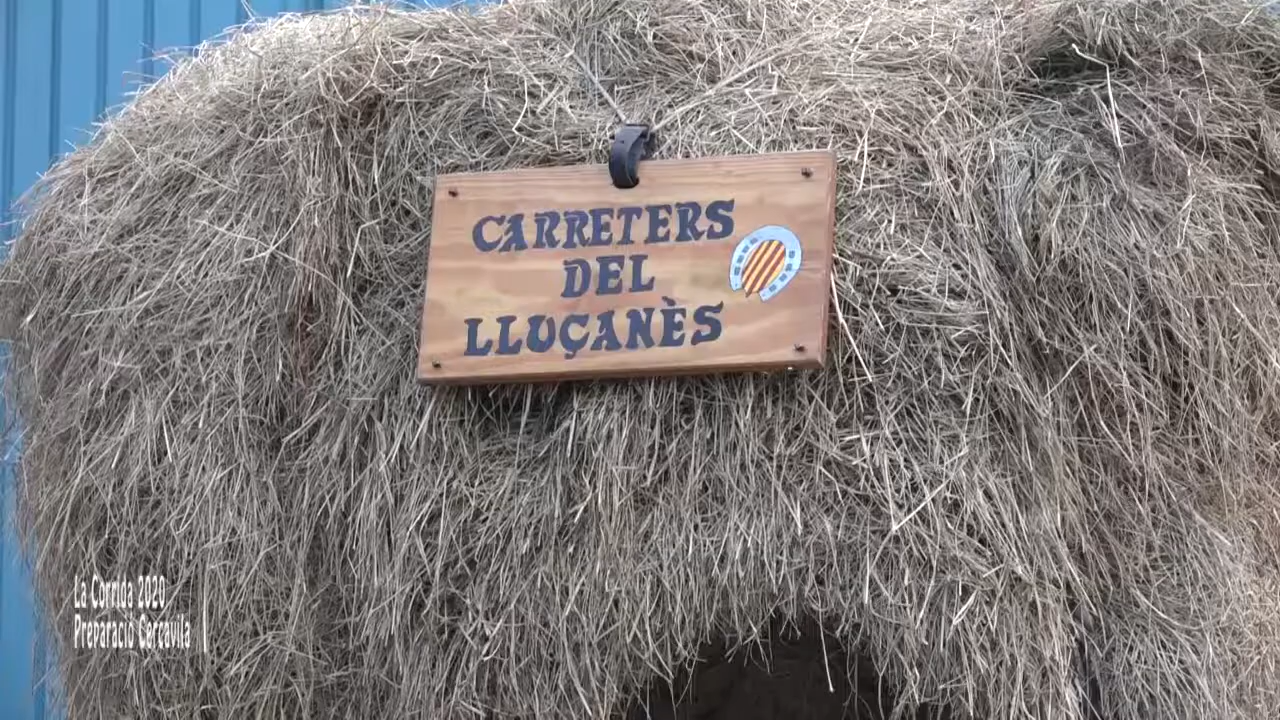 CARRETERS
DEL
LLUÇANÈS
La Corrida 2020
Preparació Cercavila